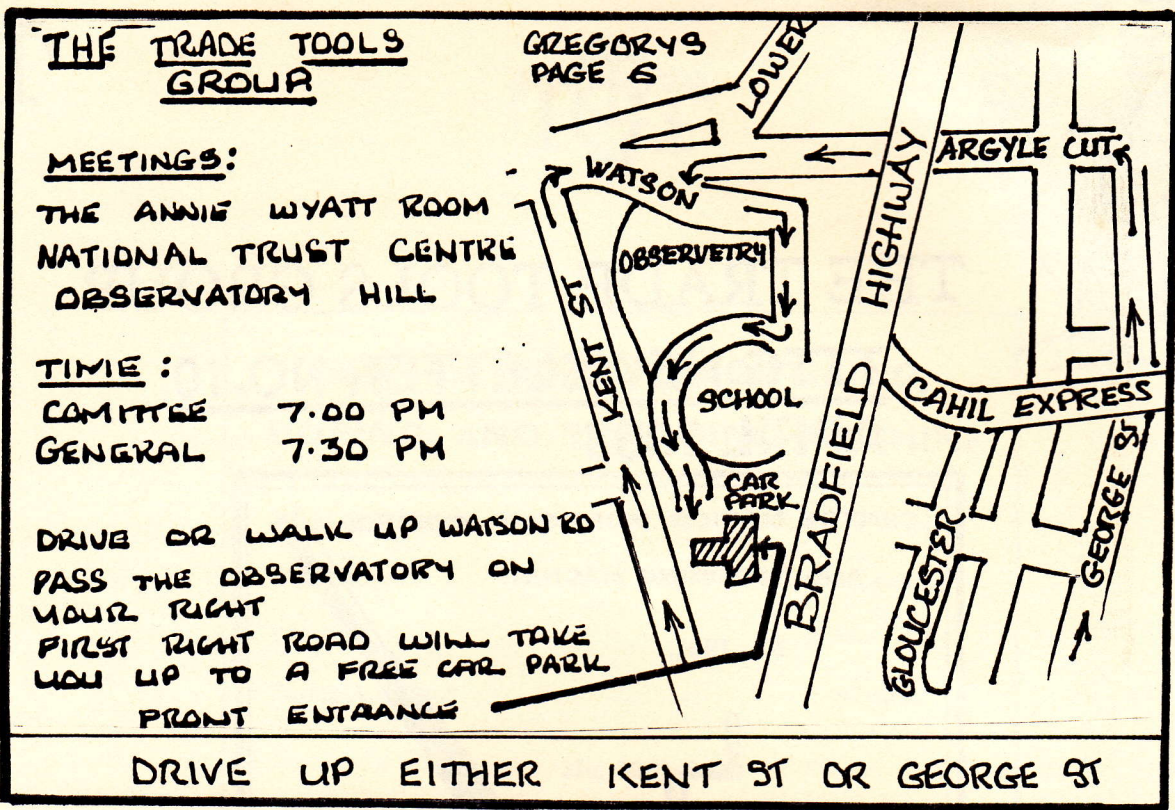 THE TRADE TOOLS
GROUP
GREGORYS
PAGE 6
MEETINGS:
THE ANNIE WYATT ROOM
NATIONAL TRUST CENTRE
OBSERVATORY HILL
TIME :
COMITTEE 7.00 PM
GENERAL 7.30 PM
DRIVE OR WALK UP WATSON RD
PASS THE OBSERVATORY ON
YOUR RIGHT
FIRST RIGHT ROAD WILL TAKE
YOU UP TO A FREE CAR PARK
FRONT ENTRANCE
LOWER
ARGYLE CUT
WATSON
OBSERVETRY
KENT ST
SCHOOL
CAR
PARK
BRADFIELD HIGHWAY
CAHIL EXPRESS
GLOUCESTER
GEORGE ST
DRIVE UP EITHER KENT ST OR GEORGE ST